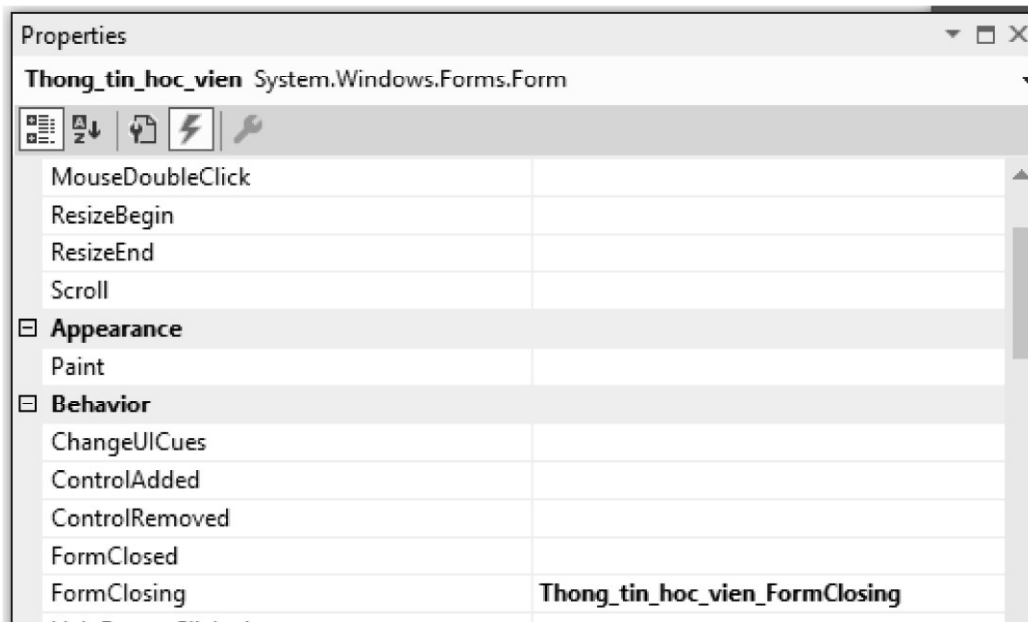 Properties
Thong_tin_hoc_vien System.Windows.Forms.Form
MouseDoubleClick
ResizeBegin
ResizeEnd
Scroll
Appearance
Paint
Behavior
ChangeUICues
ControlAdded
ControlRemoved
FormClosed
FormClosing Thong_tin_hoc_vien_FormClosing